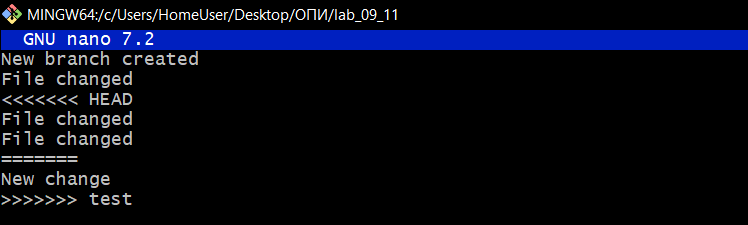 MINGW64:/c/Users/HomeUser/Desktop/ОПИ/lab_09_11
GNU nano 7.2
New branch created
File changed
<<<<<<< HEAD
File changed
File changed
=======
New change
>>>>>>> test